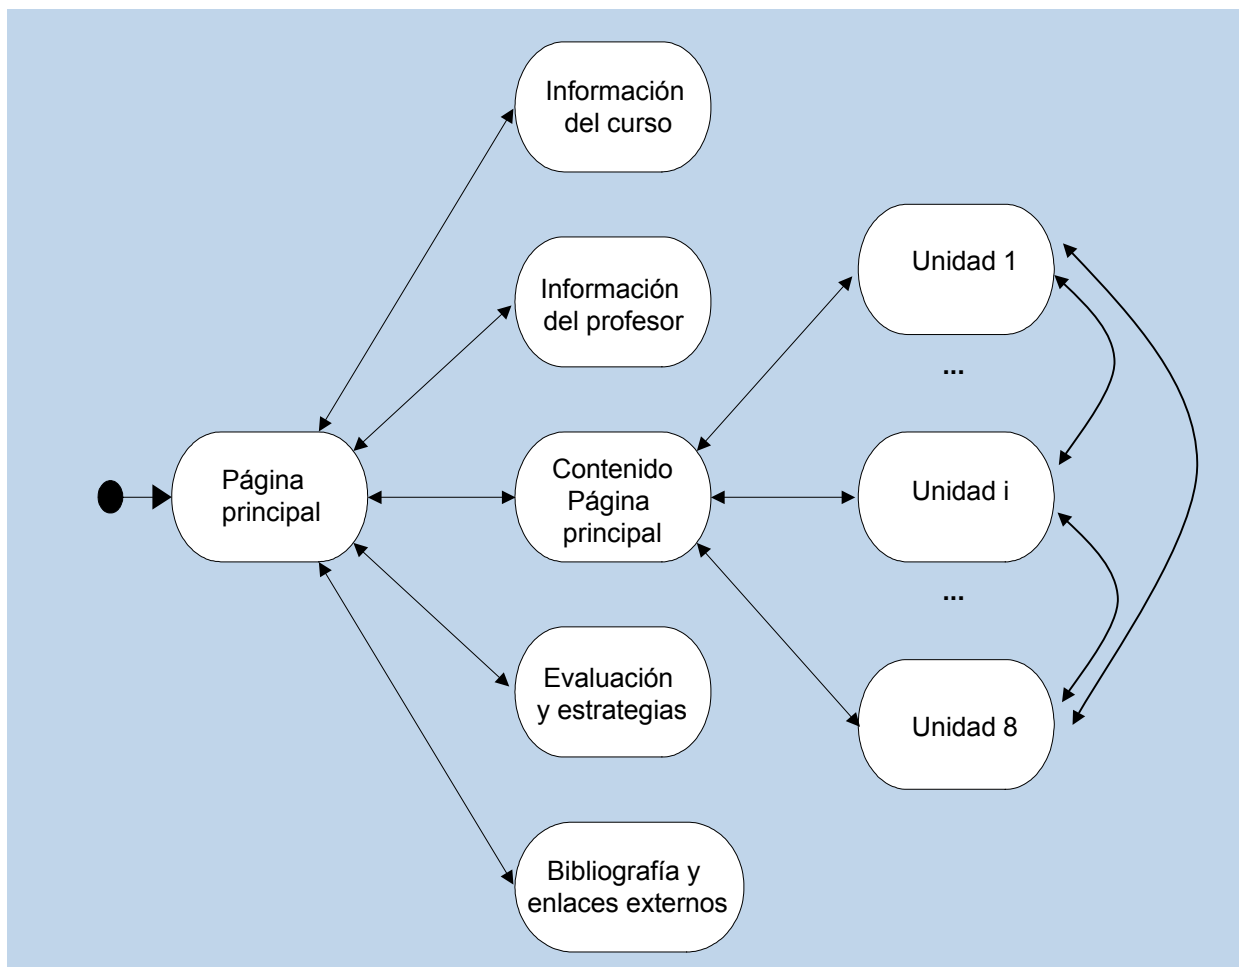 Información
del curso
Información
del profesor
Página
principal
Contenido
Página
principal
Evaluación
y estrategias
Bibliografía y
enlaces externos
Unidad 1
...
Unidad i
...
Unidad 8